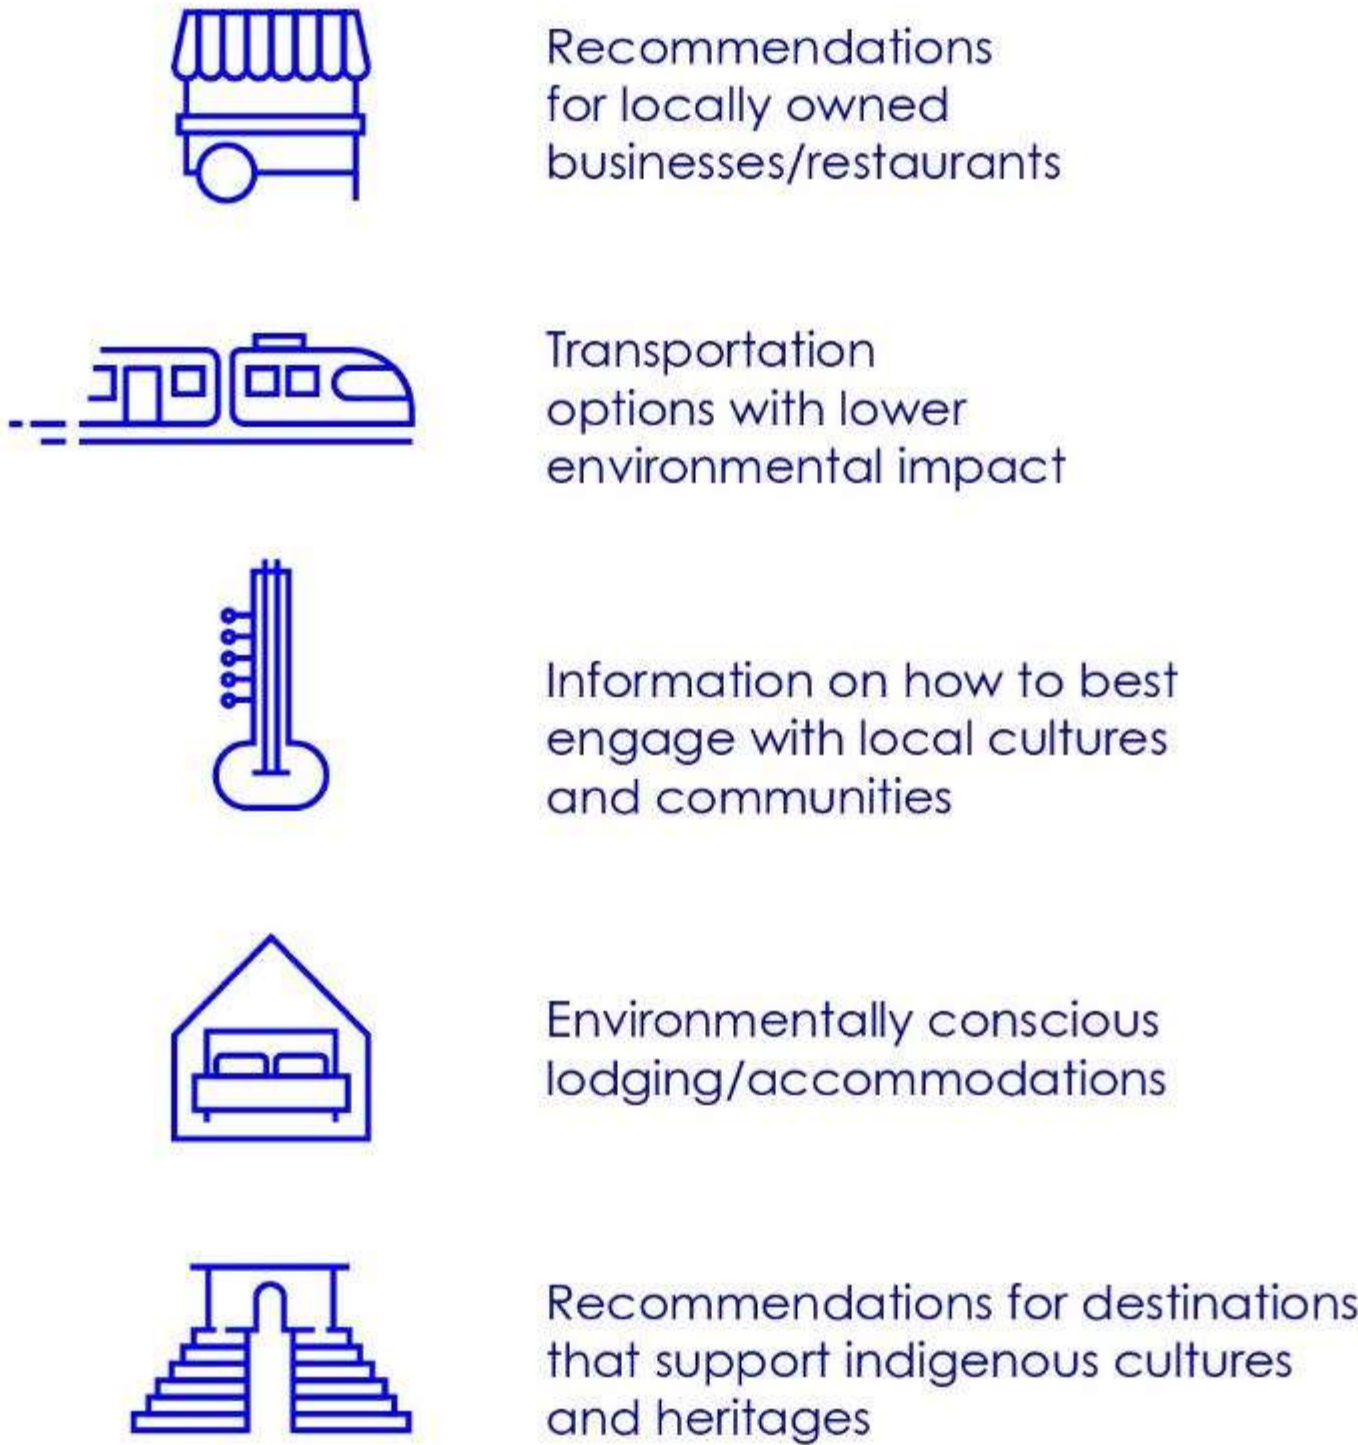 Recommendations
for locally owned
businesses/restaurants
Transportation
options with lower
environmental impact
Information on how to best
engage with local cultures
and communities
Environmentally conscious
lodging/accommodations
Recommendations for destinations
that support indigenous cultures
and heritages